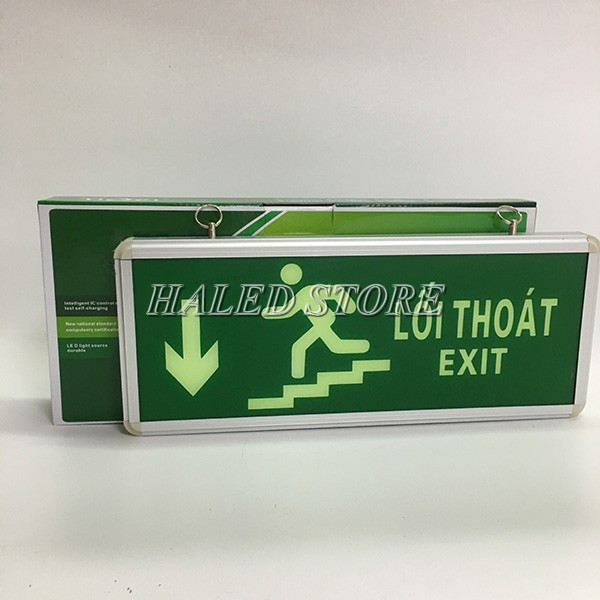 HALED STORE
LỐI THOÁT
EXIT
Intelligent IC control
test self-charging
New national standard
compulsory certification
LED light source
durable